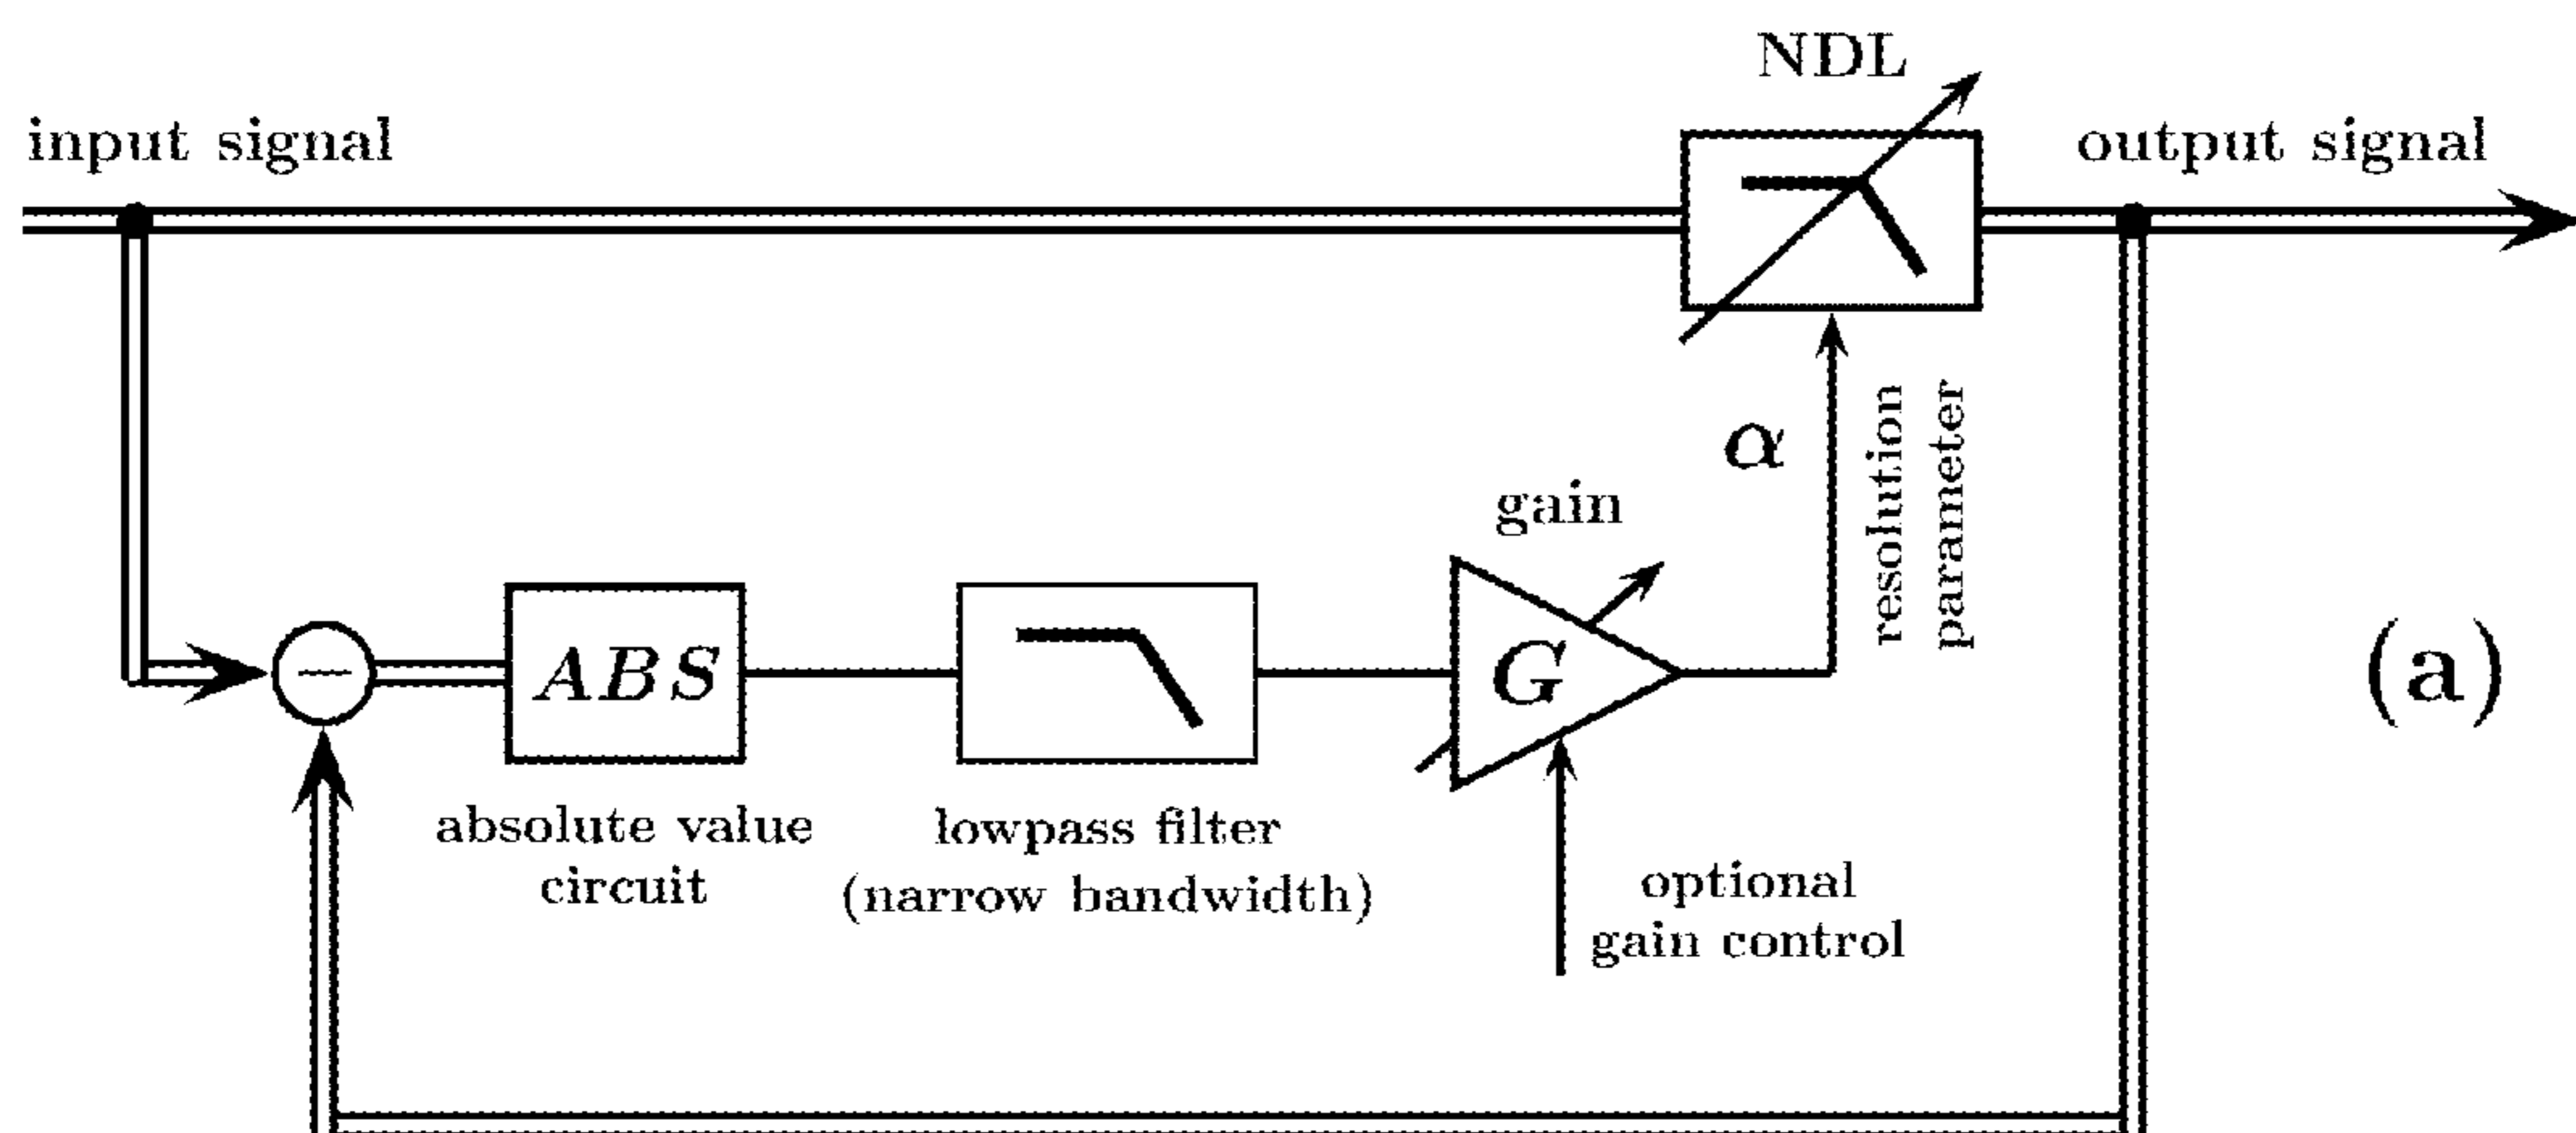 NDL
input signal
output signal
α
resolution
parameter
gain
ABS
G
(a)
absolute value
circuit
lowpass filter
(narrow bandwidth)
optional
gain control